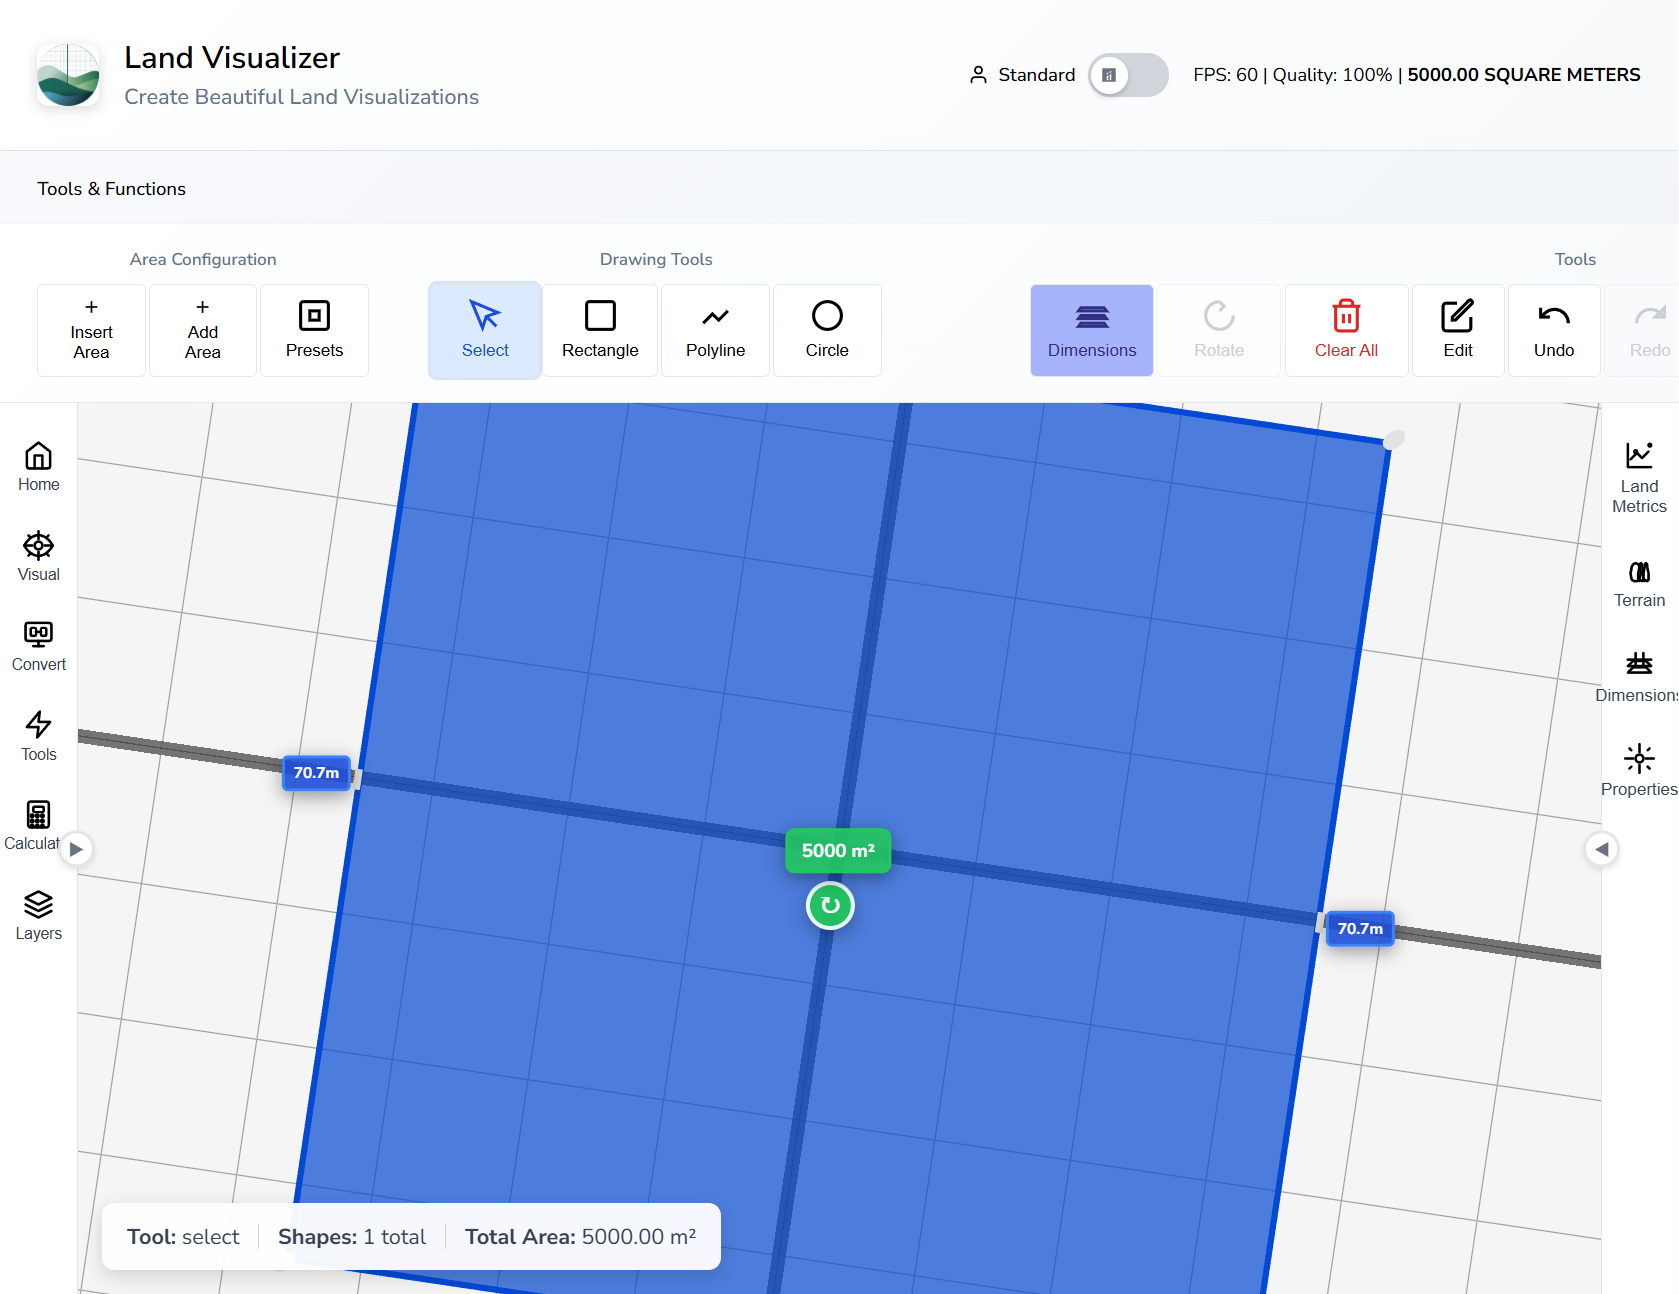 Land Visualizer
Create Beautiful Land Visualizations
Standard
FPS: 60 | Quality: 100% | 5000.00 SQUARE METERS
Tools & Functions
Area Configuration
Drawing Tools
Tools
Insert
Area
Add
Area
Presets
Select
Rectangle
Polyline
Circle
Dimensions
Rotate
Clear All
Edit
Undo
Redo
Home
Visual
Convert
Tools
Calculat
Layers
Land
Metrics
Terrain
Dimensions
Properties
70.7m
5000 m²
70.7m
Tool: select
Shapes: 1 total
Total Area: 5000.00 m²